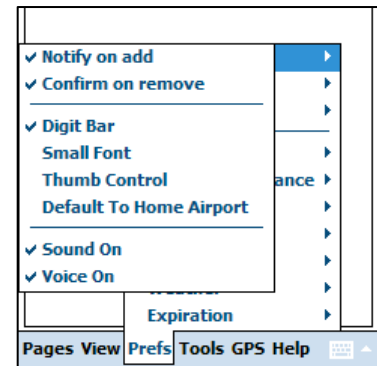 Notify on add
Confirm on remove
Digit Bar
Small Font
Thumb Control
ance
Default To Home Airport
Sound On
Voice On
Expiration
Pages View Prefs Tools GPS Help